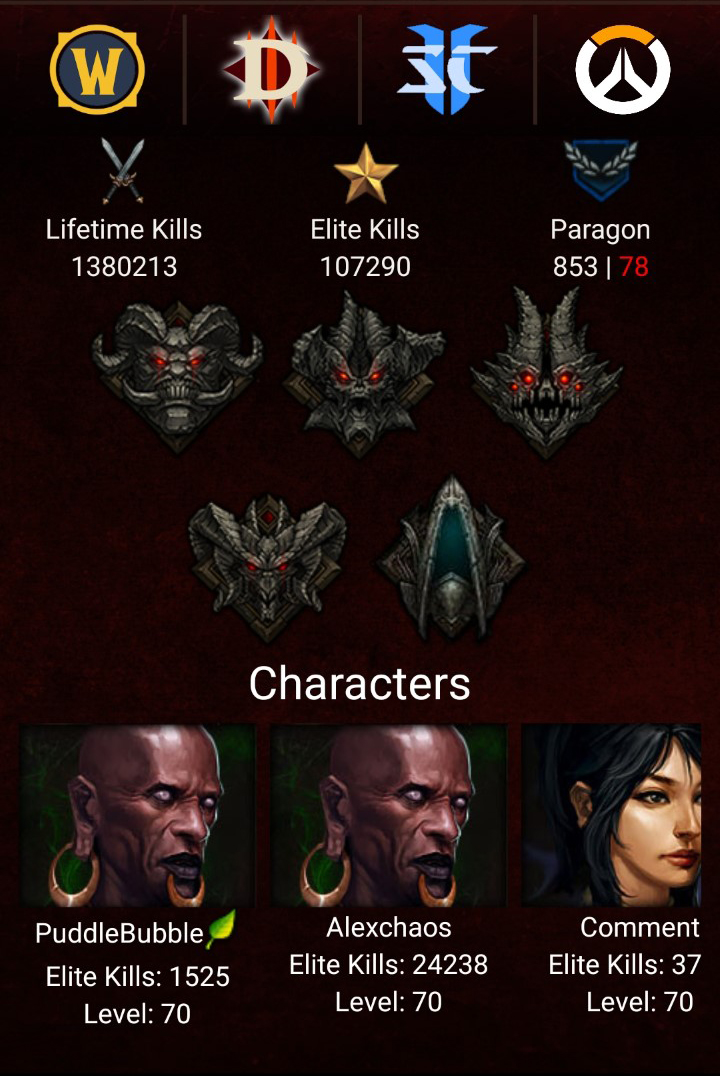 W D SC
Lifetime Kills Elite Kills Paragon
1380213 107290 853 | 78
Characters
PuddleBubble Alexchaos Comment
Elite Kills: 1525 Elite Kills: 24238 Elite Kills: 37
Level: 70 Level: 70 Level: 70